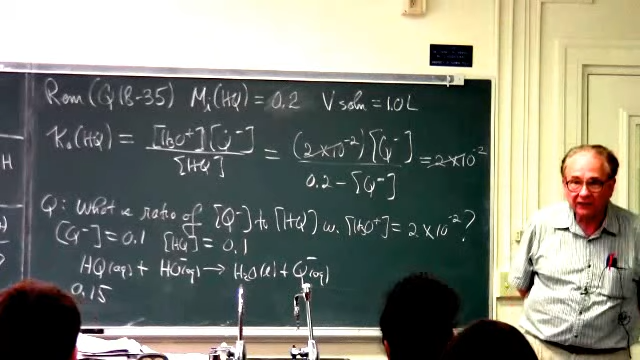 Rem (Q 18-35) Mᵢ(HQ) = 0.2 V soln = 1.0 L
Kₐ(HQ) = [H₃O⁺][Q⁻] / [HQ] = (2×10⁻²)[Q⁻] / 0.2 - [Q⁻] = 2×10⁻²
Q: What is ratio of [Q⁻] to [HQ] w. [H₃O⁺] = 2×10⁻²?
[Q⁻] = 0.1 [HQ] = 0.1
HQ(aq) + HO⁻(aq) → H₂O(l) + Q⁻(aq)
0.15
H